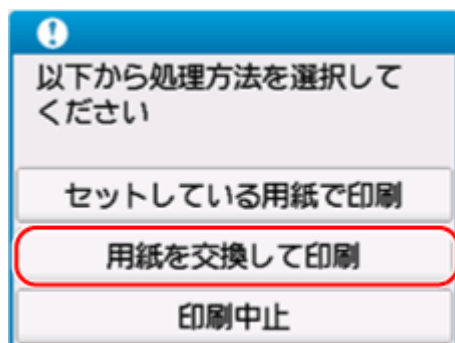 以下から処理方法を選択して
ください
セットしている用紙で印刷
用紙を交換して印刷
印刷中止